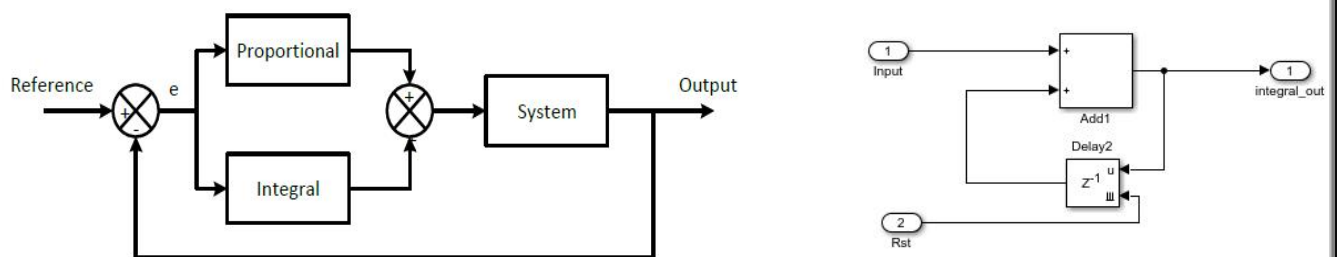 Proportional
Reference
e
+
-
+
-
System
Output
Integral
1
Input
+
+
Add1
1
integral_out
Delay2
u
Z-1
2
Rst